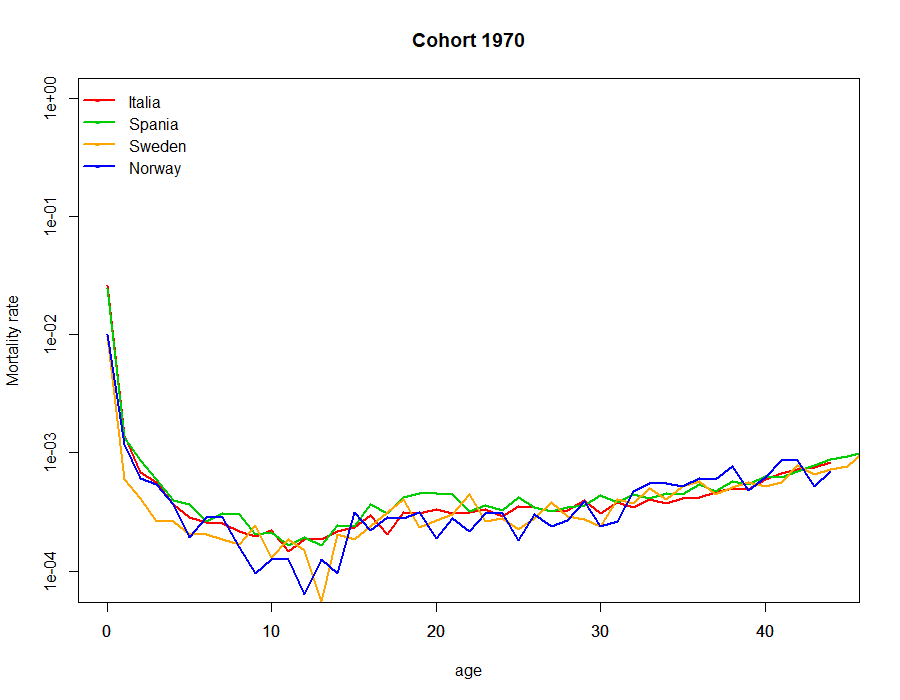 Cohort 1970
1e+00
1e-01
1e-02
1e-03
1e-04
Mortality rate
Italia
Spania
Sweden
Norway
0 10 20 30 40
age